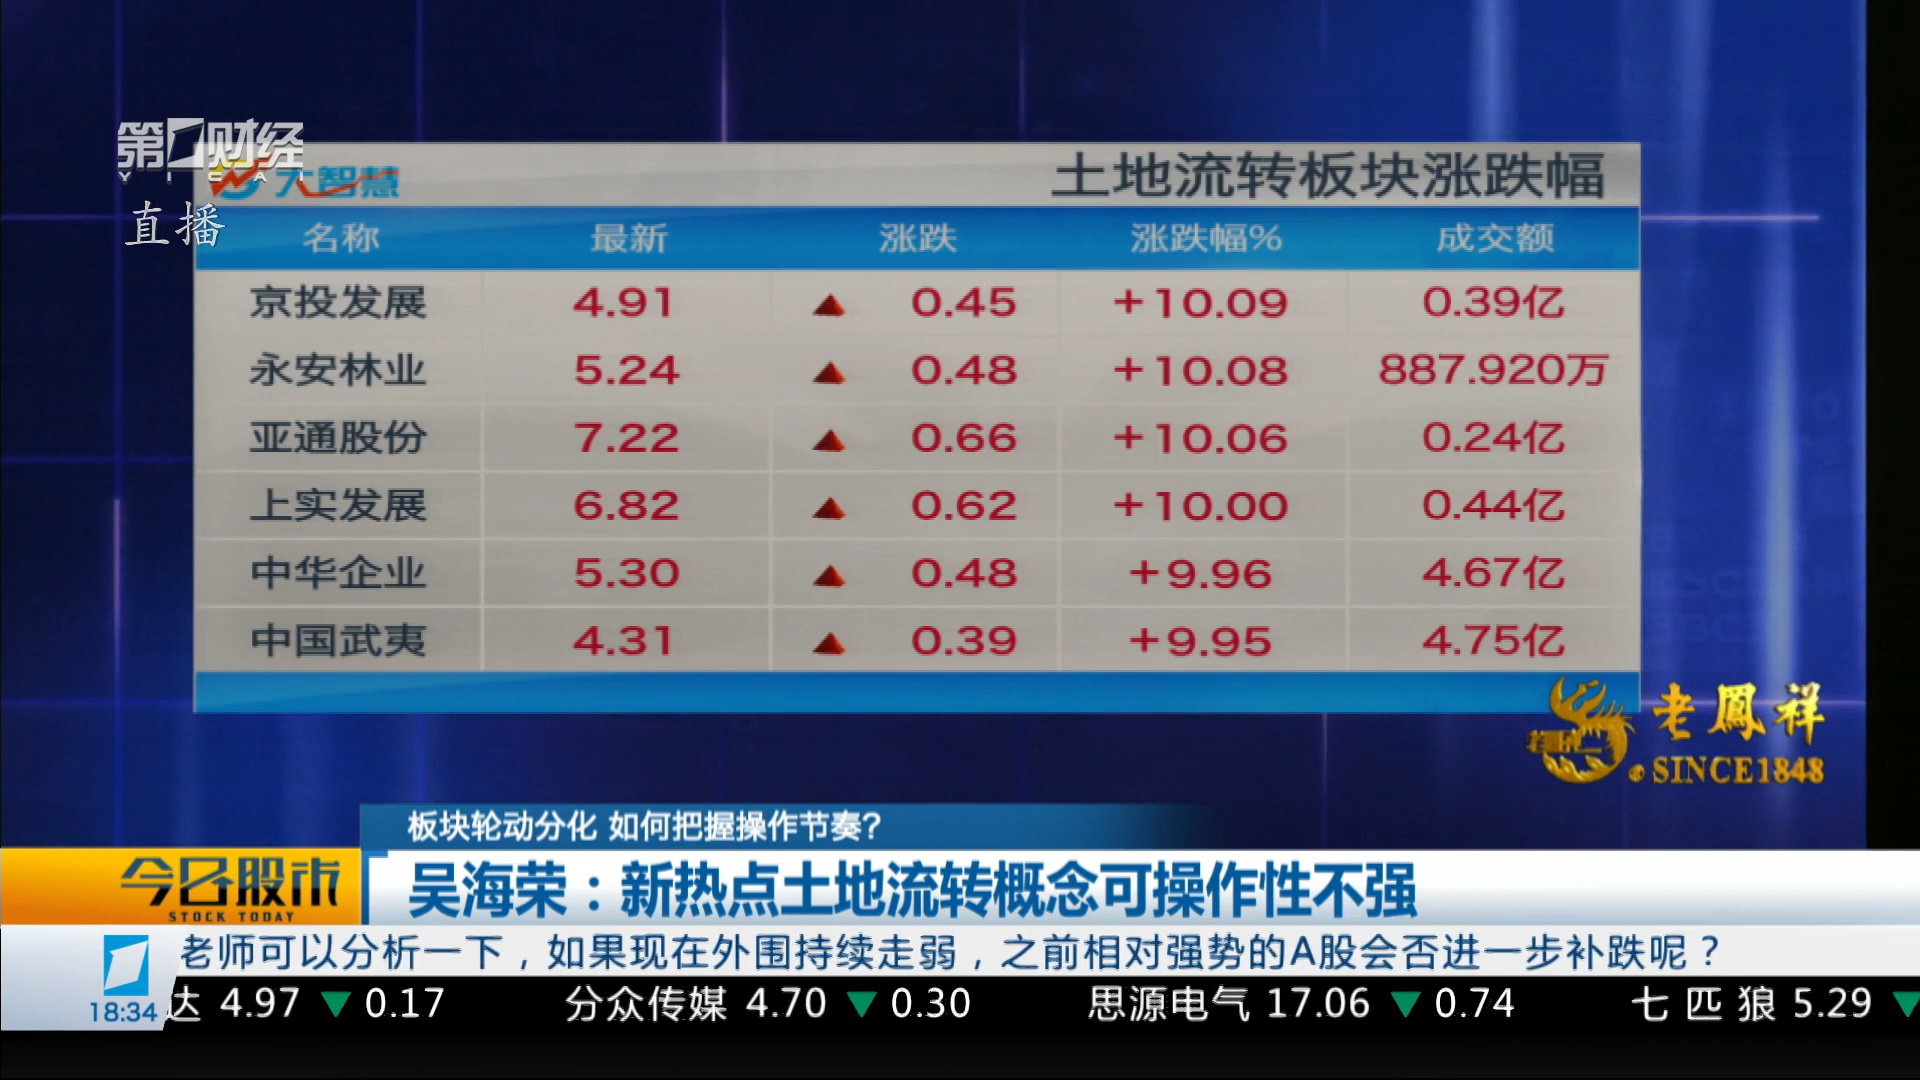 第一财经
YICAI
直播
大智慧
土地流转板块涨跌幅
名称 最新 涨跌 涨跌幅% 成交额
京投发展 4.91 ▲ 0.45 +10.09 0.39亿
永安林业 5.24 ▲ 0.48 +10.08 887.920万
亚通股份 7.22 ▲ 0.66 +10.06 0.24亿
上实发展 6.82 ▲ 0.62 +10.00 0.44亿
中华企业 5.30 ▲ 0.48 +9.96 4.67亿
中国武夷 4.31 ▲ 0.39 +9.95 4.75亿
老鳳祥
SINCE1848
板块轮动分化 如何把握操作节奏?
今日股市
STOCK TODAY
吴海荣：新热点土地流转概念可操作性不强
老师可以分析一下，如果现在外围持续走弱，之前相对强势的A股会否进一步补跌呢？
18:34
达 4.97 ▼ 0.17 分众传媒 4.70 ▼ 0.30 思源电气 17.06 ▼ 0.74 七匹狼 5.29 ▼